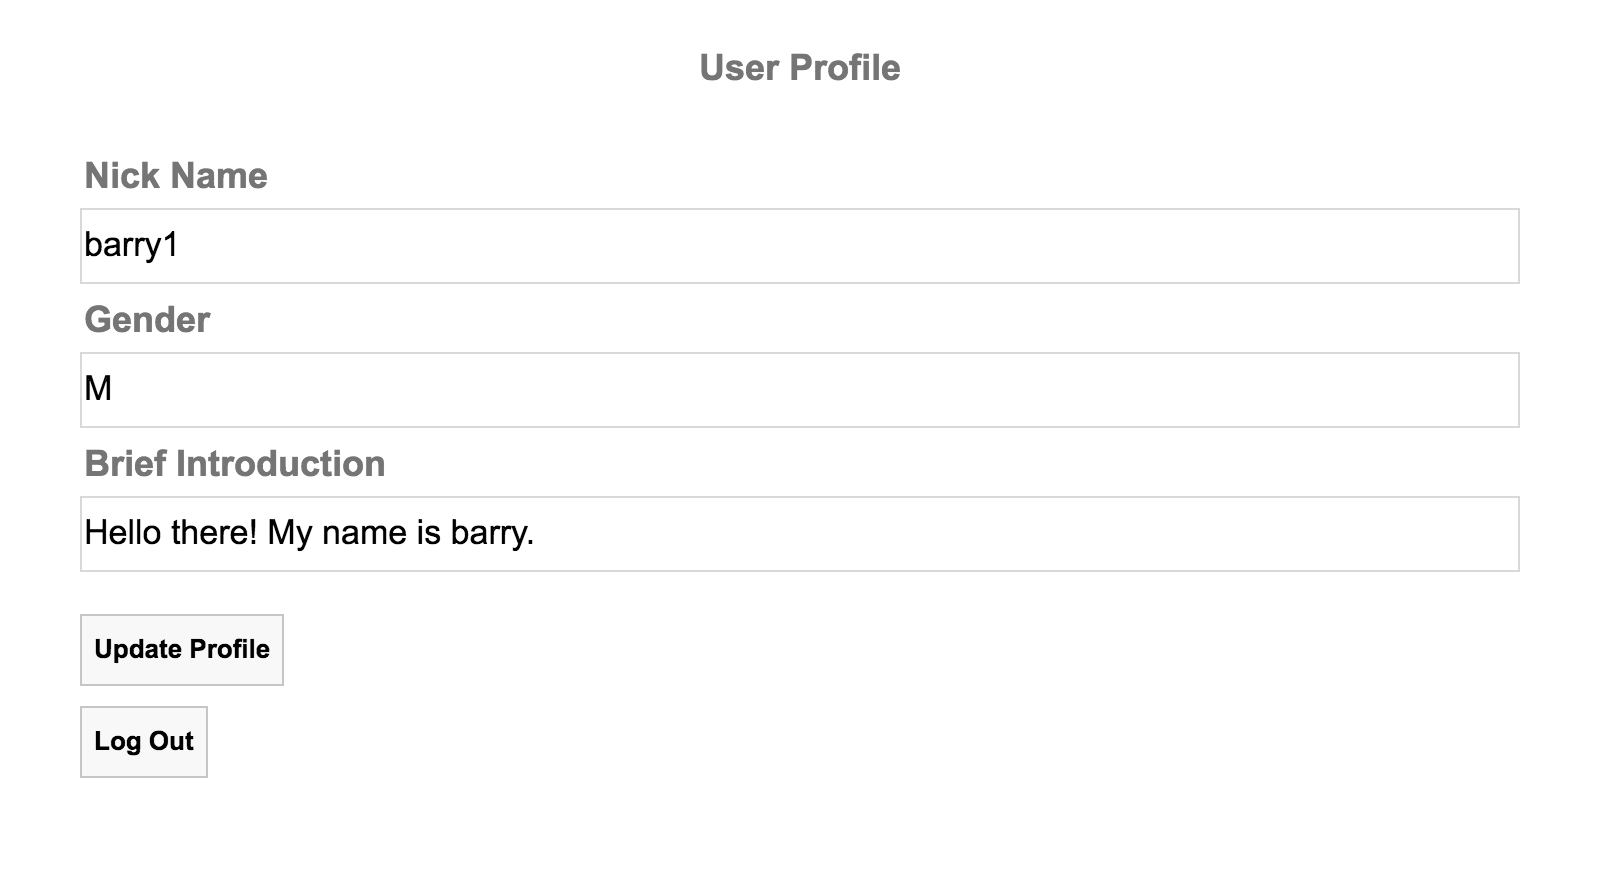 User Profile
Nick Name
barry1
Gender
M
Brief Introduction
Hello there! My name is barry.
Update Profile
Log Out